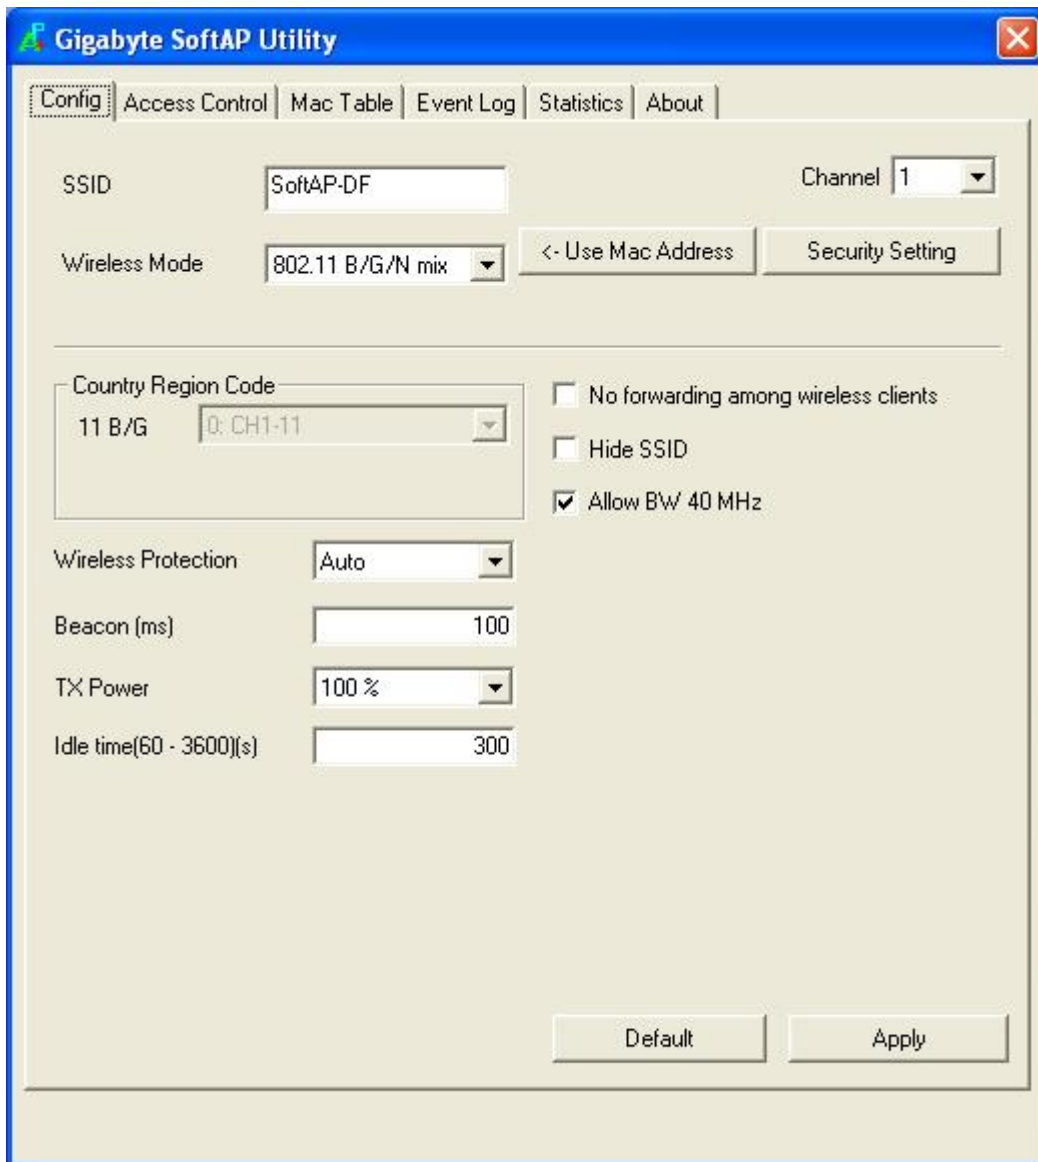 Gigabyte SoftAP Utility
Config Access Control Mac Table Event Log Statistics About
SSID SoftAP-DF Channel 1
Wireless Mode 802.11 B/G/N mix <- Use Mac Address Security Setting
Country Region Code
11 B/G 0: CH1-11
No forwarding among wireless clients
Hide SSID
Allow BW 40 MHz
Wireless Protection Auto
Beacon (ms) 100
TX Power 100 %
Idle time(60 - 3600)(s) 300
Default Apply